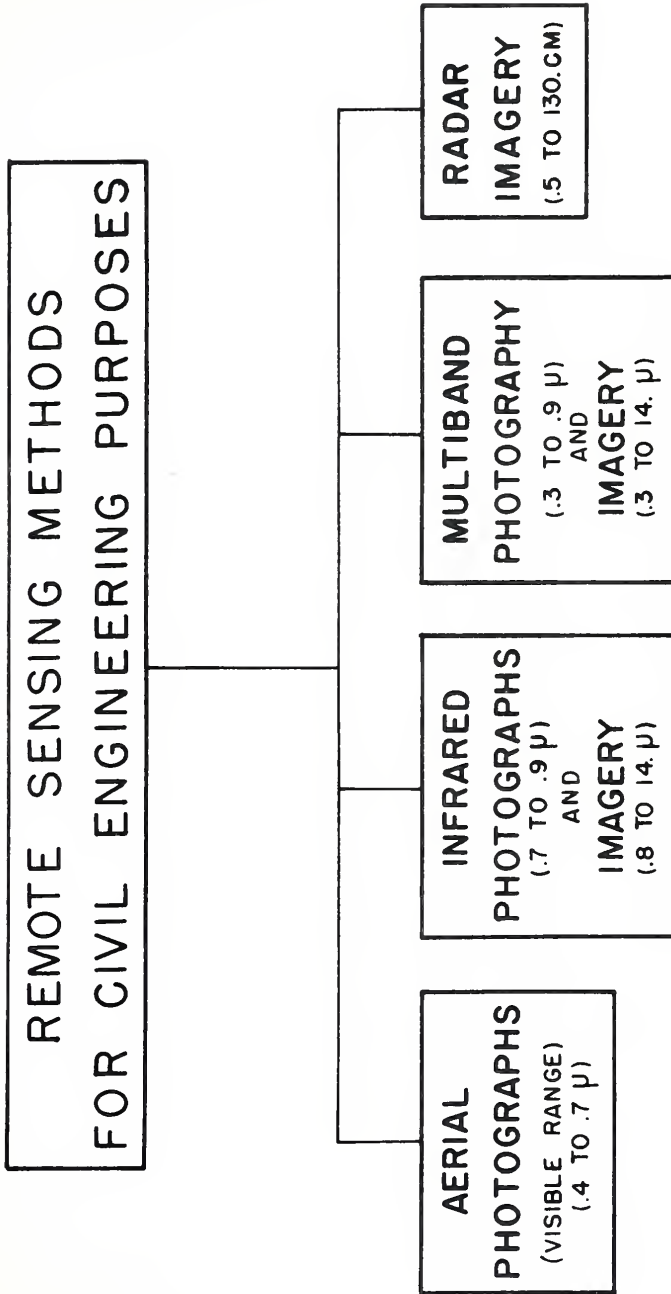 REMOTE SENSING METHODS
FOR CIVIL ENGINEERING PURPOSES
AERIAL
PHOTOGRAPHS
(VISIBLE RANGE)
(.4 TO .7 µ)
INFRARED
PHOTOGRAPHS
(.7 TO .9 µ)
AND
IMAGERY
(.8 TO 14. µ)
MULTIBAND
PHOTOGRAPHY
(.3 TO .9 µ)
AND
IMAGERY
(.3 TO 14. µ)
RADAR
IMAGERY
(.5 TO 130.CM)